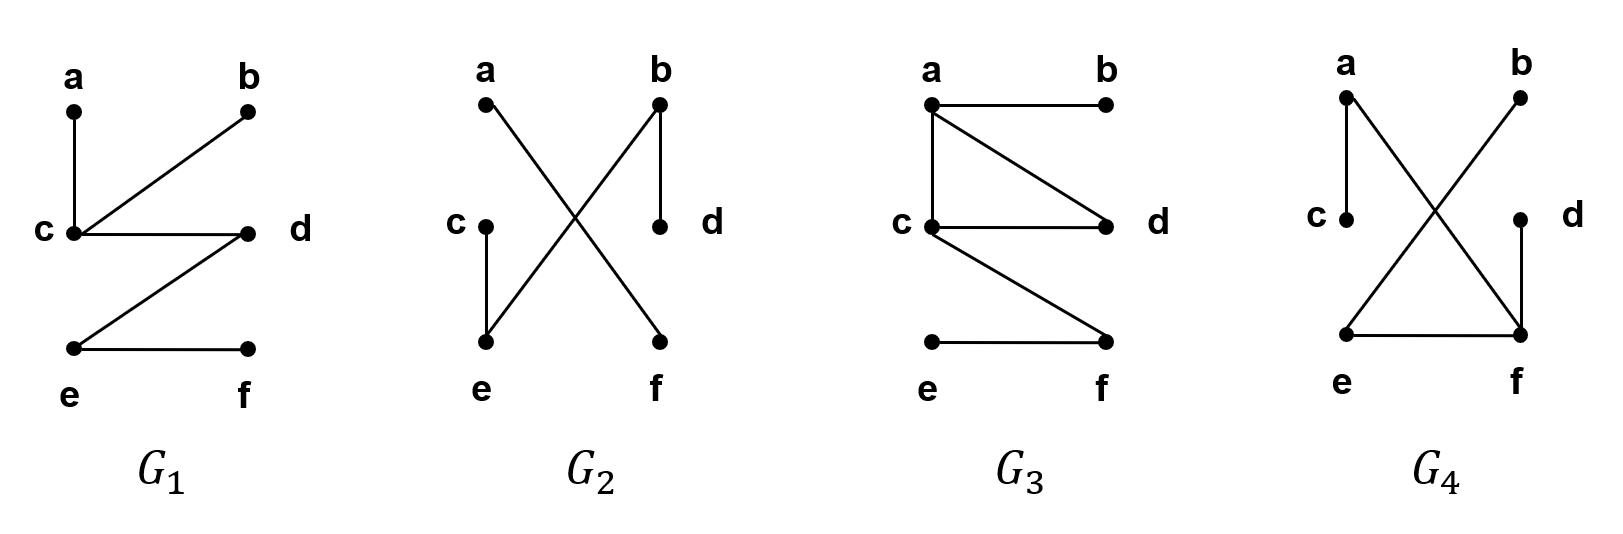 a b a b a b a b
c d c d c d c d
e f e f e f e f
G₁ G₂ G₃ G₄